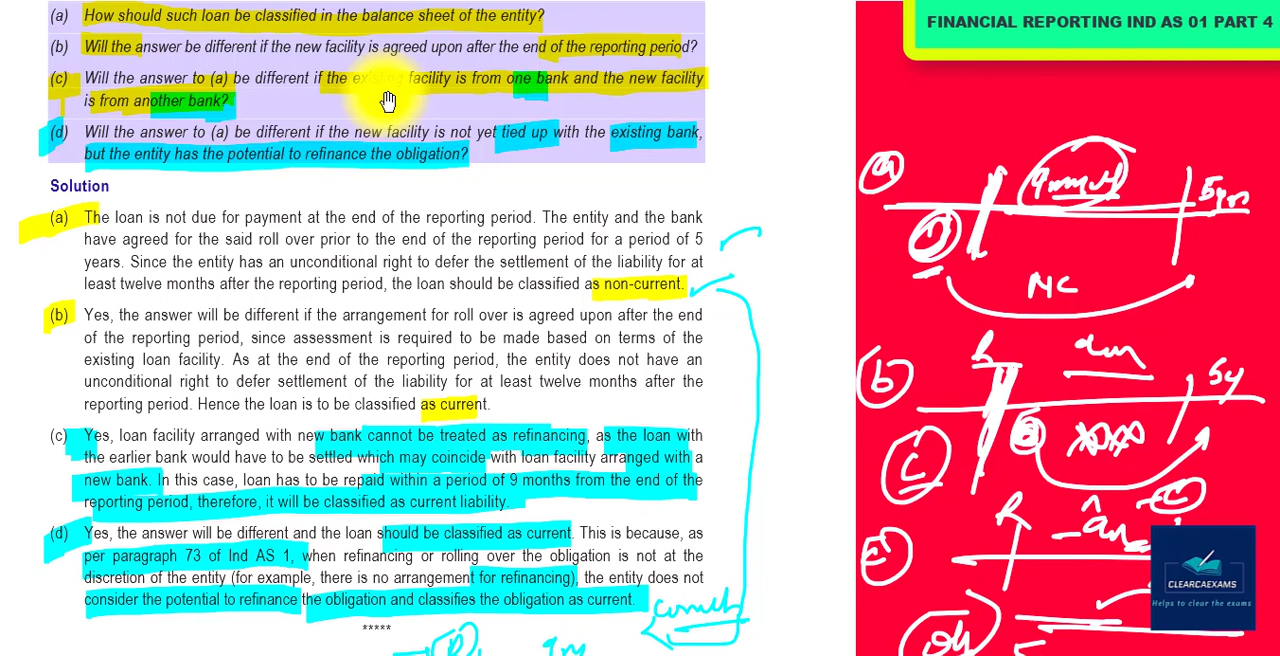 (a) How should such loan be classified in the balance sheet of the entity?
(b) Will the answer be different if the new facility is agreed upon after the end of the reporting period?
(c) Will the answer to (a) be different if the existing facility is from one bank and the new facility
is from another bank?
(d) Will the answer to (a) be different if the new facility is not yet tied up with the existing bank,
but the entity has the potential to refinance the obligation?
Solution
(a) The loan is not due for payment at the end of the reporting period. The entity and the bank
have agreed for the said roll over prior to the end of the reporting period for a period of 5
years. Since the entity has an unconditional right to defer the settlement of the liability for at
least twelve months after the reporting period, the loan should be classified as non-current.
(b) Yes, the answer will be different if the arrangement for roll over is agreed upon after the end
of the reporting period, since assessment is required to be made based on terms of the
existing loan facility. As at the end of the reporting period, the entity does not have an
unconditional right to defer settlement of the liability for at least twelve months after the
reporting period. Hence the loan is to be classified as current.
(c) Yes, loan facility arranged with new bank cannot be treated as refinancing, as the loan with
the earlier bank would have to be settled which may coincide with loan facility arranged with a
new bank. In this case, loan has to be repaid within a period of 9 months from the end of the
reporting period, therefore, it will be classified as current liability.
(d) Yes, the answer will be different and the loan should be classified as current. This is because, as
per paragraph 73 of Ind AS 1, when refinancing or rolling over the obligation is not at the
discretion of the entity (for example, there is no arrangement for refinancing), the entity does not
consider the potential to refinance the obligation and classifies the obligation as current.
*****
FINANCIAL REPORTING IND AS 01 PART 4
(a)
5yrs
NC
(b)
5y
(c)
CLEARCAEXAMS
Helps to clear the exams